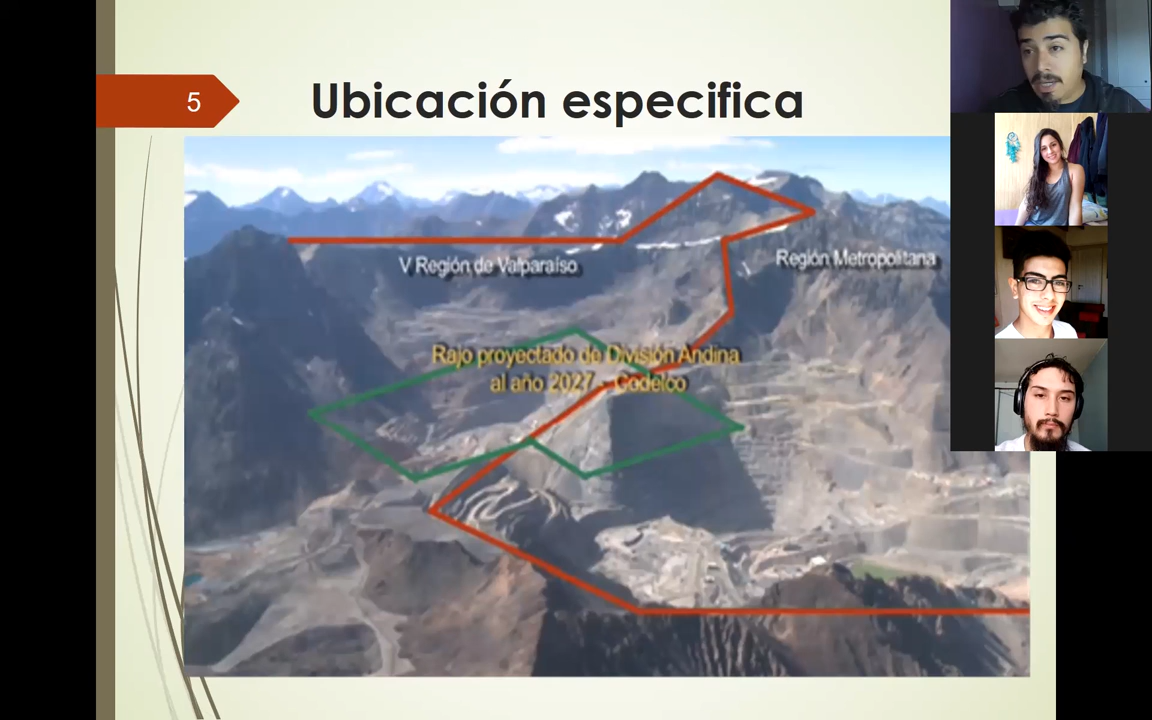 5
Ubicación especifica
V Región de Valparaíso
Región Metropolitana
Rajo proyectado de División Andina
al año 2027 - Codelco